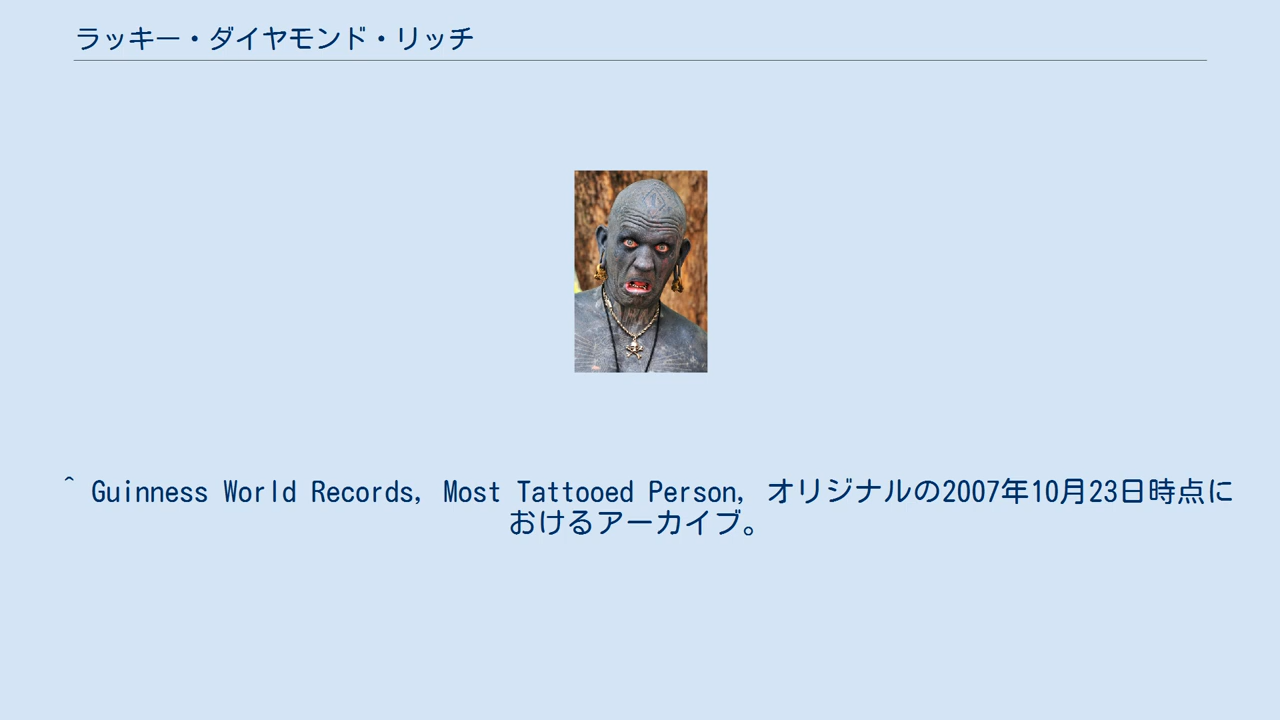 ラッキー・ダイヤモンド・リッチ
^ Guinness World Records, Most Tattooed Person, オリジナルの2007年10月23日時点に
おけるアーカイブ。